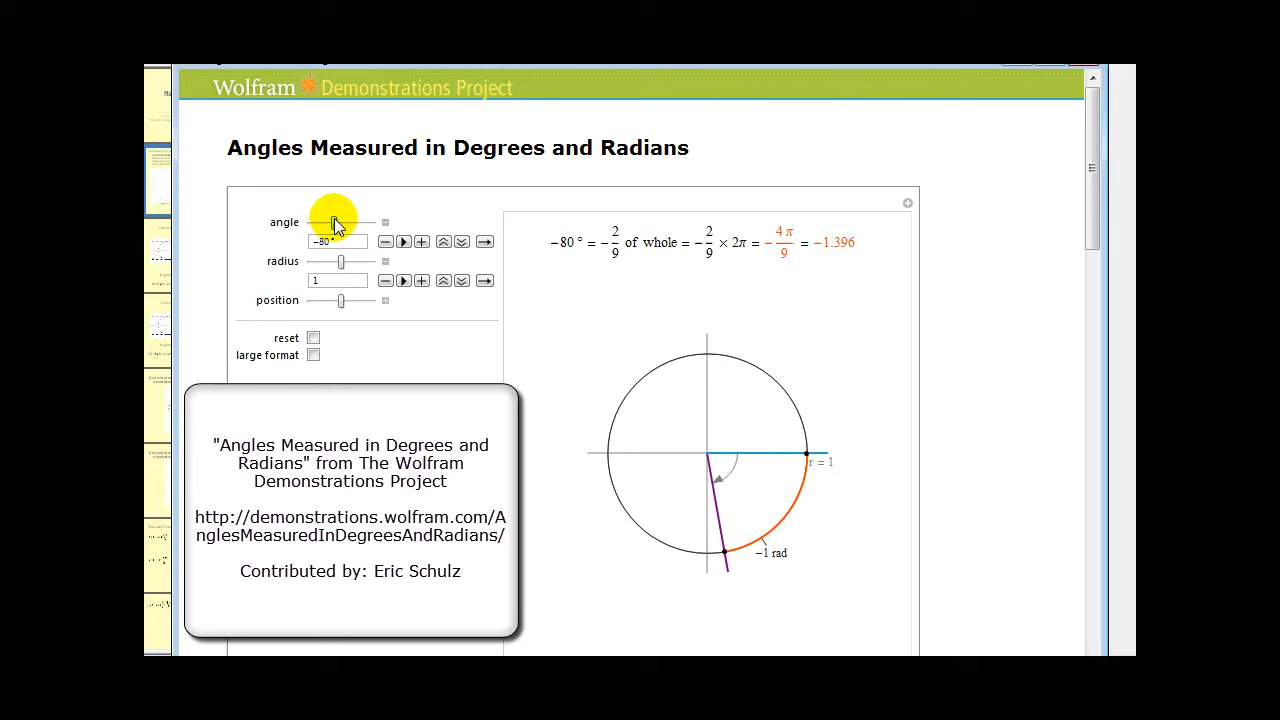 Wolfram Demonstrations Project
Angles Measured in Degrees and Radians
angle
−80 °
radius
1
position
reset
large format
−80 ° = − 2/9 of whole = − 2/9 × 2π = − 4π/9 = −1.396
r = 1
−1 rad
"Angles Measured in Degrees and
Radians" from The Wolfram
Demonstrations Project
http://demonstrations.wolfram.com/A
nglesMeasuredInDegreesAndRadians/
Contributed by: Eric Schulz